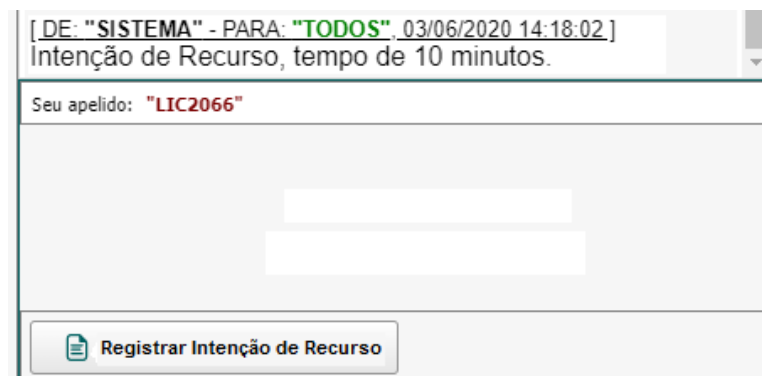 [ DE: "SISTEMA" - PARA: "TODOS", 03/06/2020 14:18:02 ]
Intenção de Recurso, tempo de 10 minutos.
Seu apelido: "LIC2066"
Registrar Intenção de Recurso